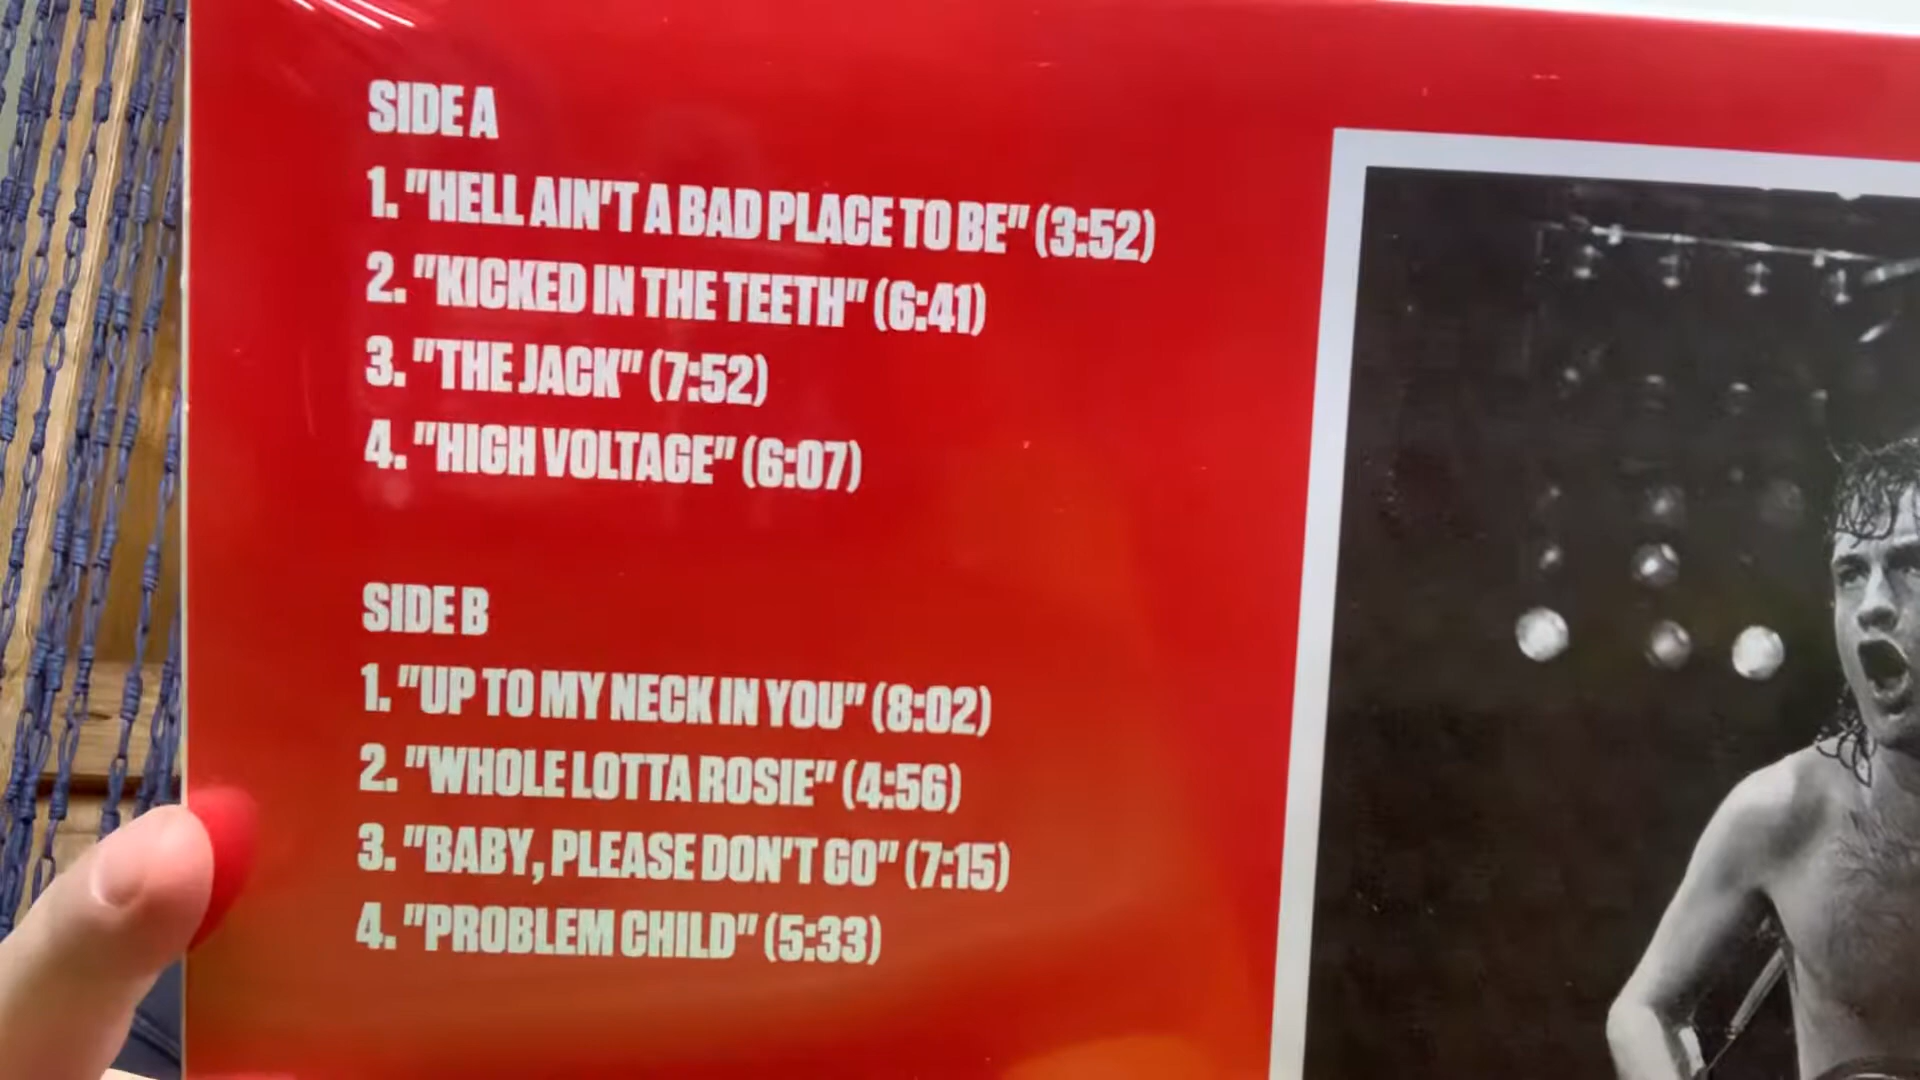 SIDE A
1. "HELL AIN'T A BAD PLACE TO BE" (3:52)
2. "KICKED IN THE TEETH" (6:41)
3. "THE JACK" (7:52)
4. "HIGH VOLTAGE" (6:07)
SIDE B
1. "UP TO MY NECK IN YOU" (8:02)
2. "WHOLE LOTTA ROSIE" (4:56)
3. "BABY, PLEASE DON'T GO" (7:15)
4. "PROBLEM CHILD" (5:33)